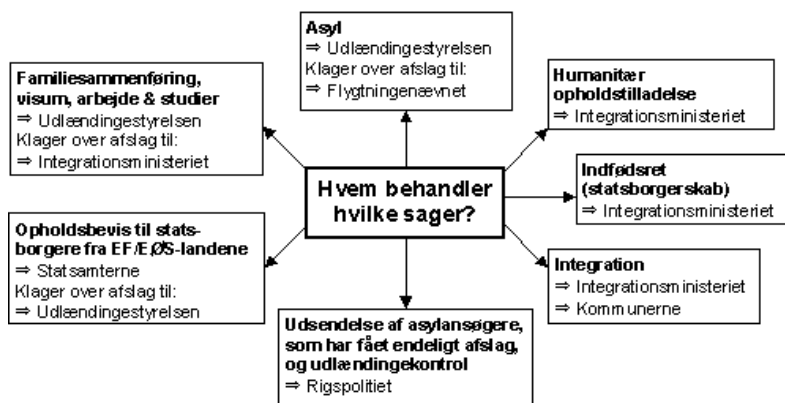 Asyl
⇒ Udlændingestyrelsen
Klager over afslag til:
⇒ Flygtningenævnet
Familiesammenføring,
visum, arbejde & studier
⇒ Udlændingestyrelsen
Klager over afslag til:
⇒ Integrationsministeriet
Humanitær
opholdstilladelse
⇒ Integrationsministeriet
Hvem behandler
hvilke sager?
Indfødsret
(statsborgerskab)
⇒ Integrationsministeriet
Opholdsbevis til stats-
borgere fra EF/EØS-landene
⇒ Statsamterne
Klager over afslag til:
⇒ Udlændingestyrelsen
Integration
⇒ Integrationsministeriet
⇒ Kommunerne
Udsendelse af asylansøgere,
som har fået endeligt afslag,
og udlændingekontrol
⇒ Rigspolitiet